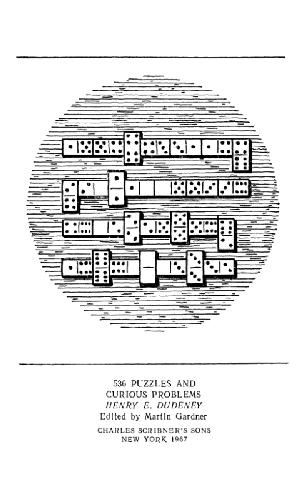 536 PUZZLES AND
CURIOUS PROBLEMS
HENRY E. DUDENEY
Edited by Martin Gardner
CHARLES SCRIBNER'S SONS
NEW YORK 1967